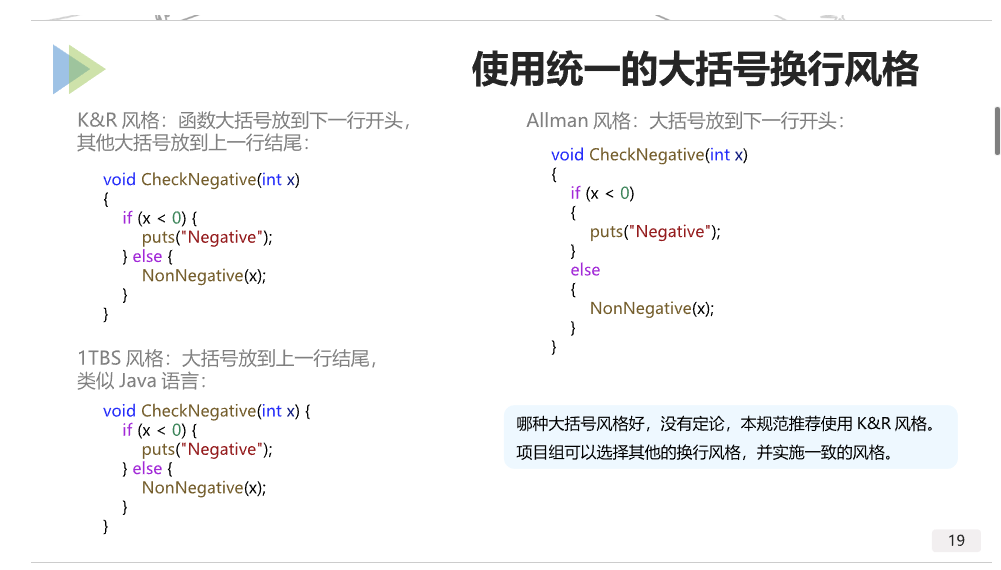 使用统一的大括号换行风格
K&R 风格：函数大括号放到下一行开头，
其他大括号放到上一行结尾：
void CheckNegative(int x)
{
    if (x < 0) {
        puts("Negative");
    } else {
        NonNegative(x);
    }
}
1TBS 风格：大括号放到上一行结尾，
类似 Java 语言：
void CheckNegative(int x) {
    if (x < 0) {
        puts("Negative");
    } else {
        NonNegative(x);
    }
}
Allman 风格：大括号放到下一行开头：
void CheckNegative(int x)
{
    if (x < 0)
    {
        puts("Negative");
    }
    else
    {
        NonNegative(x);
    }
}
哪种大括号风格好，没有定论，本规范推荐使用 K&R 风格。
项目组可以选择其他的换行风格，并实施一致的风格。
19